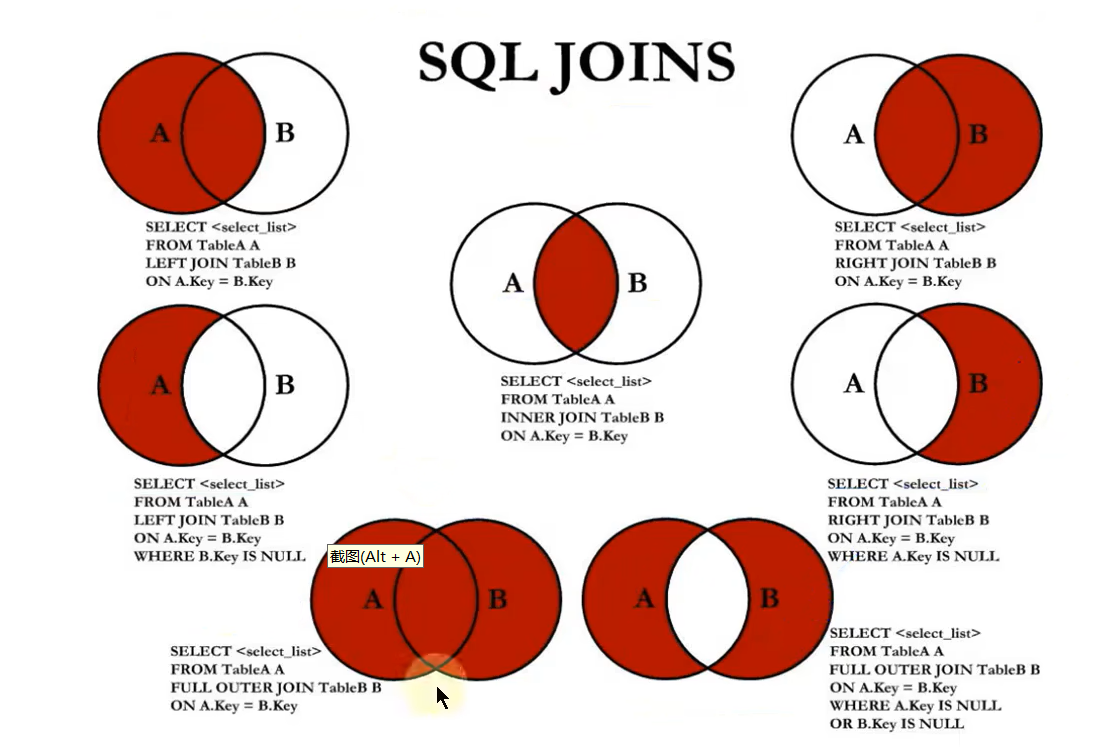 SQL JOINS
A B
SELECT <select_list>
FROM TableA A
LEFT JOIN TableB B
ON A.Key = B.Key
A B
SELECT <select_list>
FROM TableA A
RIGHT JOIN TableB B
ON A.Key = B.Key
A B
SELECT <select_list>
FROM TableA A
INNER JOIN TableB B
ON A.Key = B.Key
A B
SELECT <select_list>
FROM TableA A
LEFT JOIN TableB B
ON A.Key = B.Key
WHERE B.Key IS NULL
A B
SELECT <select_list>
FROM TableA A
RIGHT JOIN TableB B
ON A.Key = B.Key
WHERE A.Key IS NULL
截图(Alt + A)
A B
SELECT <select_list>
FROM TableA A
FULL OUTER JOIN TableB B
ON A.Key = B.Key
A B
SELECT <select_list>
FROM TableA A
FULL OUTER JOIN TableB B
ON A.Key = B.Key
WHERE A.Key IS NULL
OR B.Key IS NULL